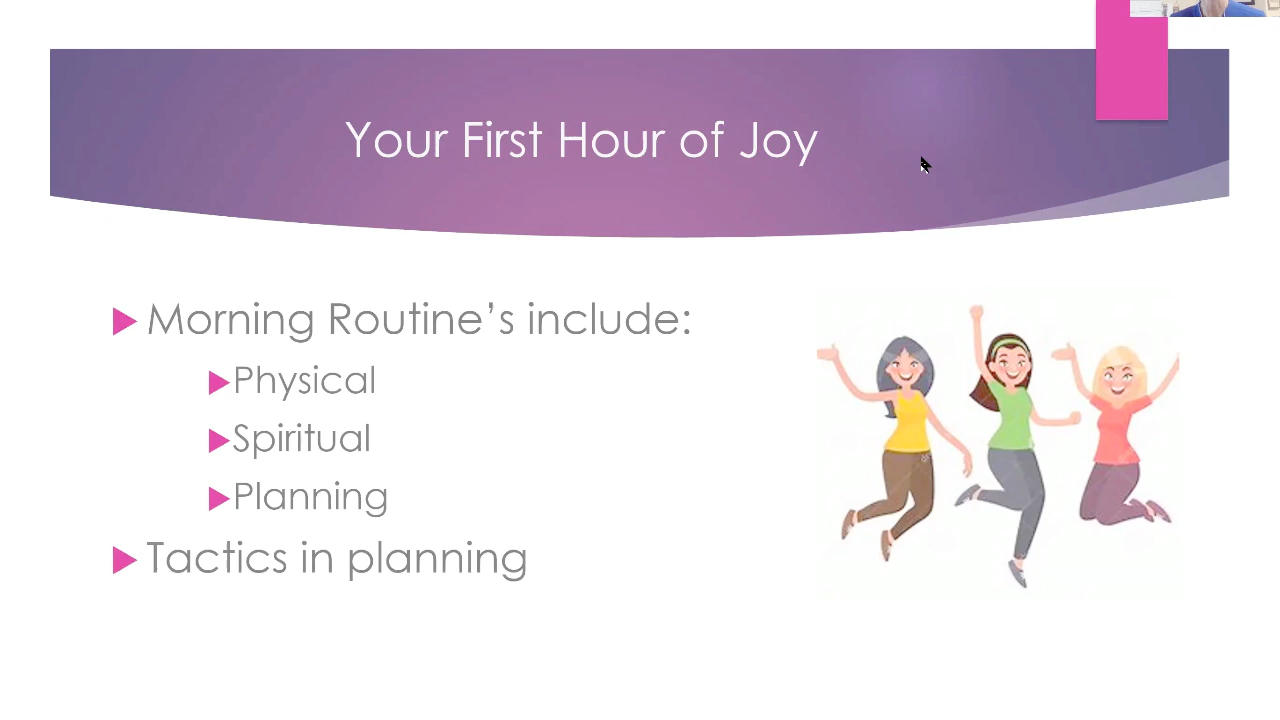 Your First Hour of Joy
Morning Routine’s include:
Physical
Spiritual
Planning
Tactics in planning